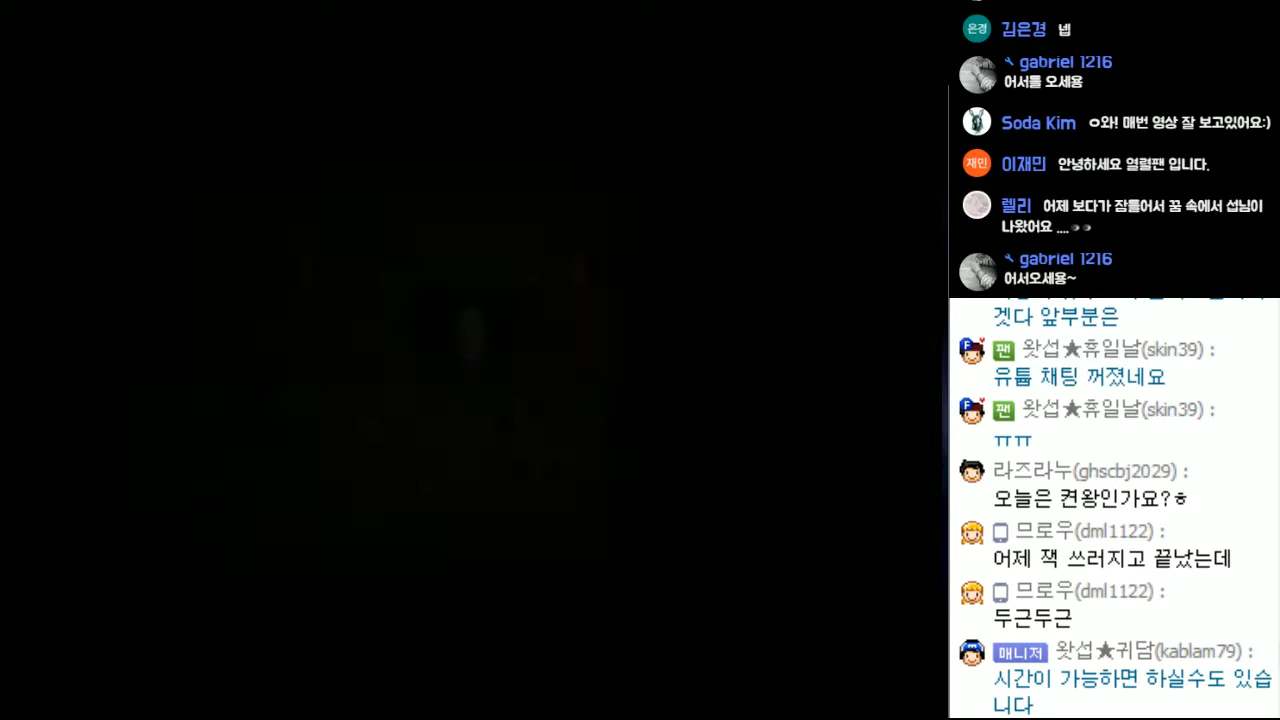 은경 김은경 넵
gabriel 1216
어서틀 오세용
Soda Kim ㅇ와! 매번 영상 잘 보고있어요:)
재민 이재민 안녕하세요 열렬팬 입니다.
렐리 어제 보다가 잠들어서 꿈 속에서 섭님이
나왔어요 ....
gabriel 1216
어서오세용~
겟다 앞부분은
팬 왓섭★휴일날(skin39) :
유튭 채팅 꺼졌네요
팬 왓섭★휴일날(skin39) :
ㅠㅠ
라즈라누(ghscbj2029) :
오늘은 켠왕인가요?ㅎ
므로우(dml1122) :
어제 잭 쓰러지고 끝났는데
므로우(dml1122) :
두근두근
매니저 왓섭★귀담(kablam79) :
시간이 가능하면 하실수도 있습
니다